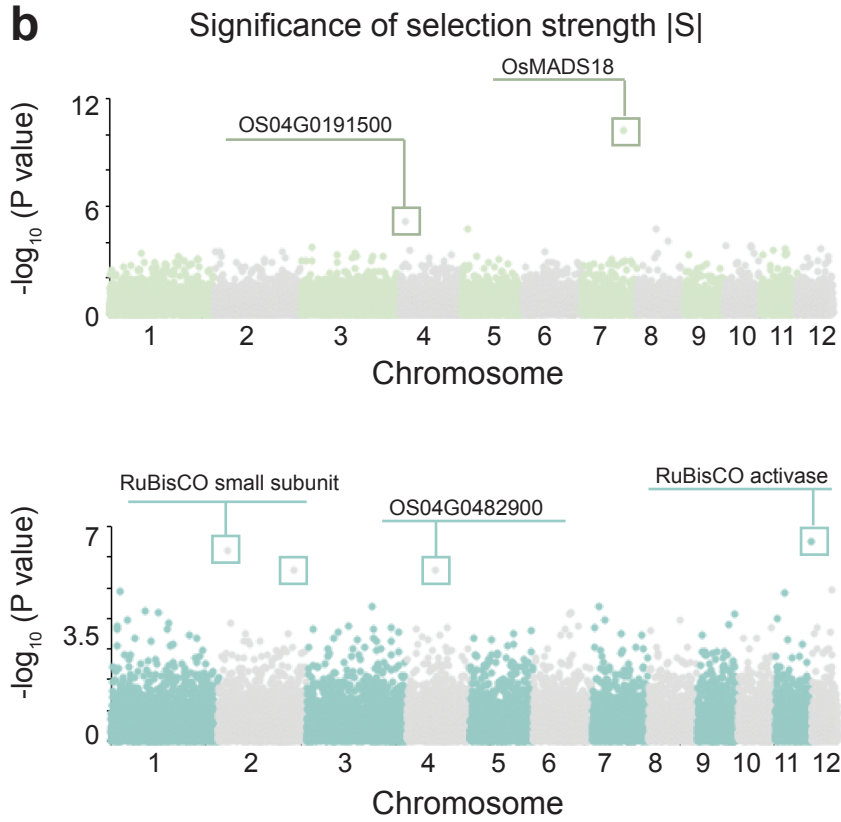 b
Significance of selection strength |S|
OsMADS18
OS04G0191500
12
6
0
-log10 (P value)
1 2 3 4 5 6 7 8 9 10 11 12
Chromosome
RuBisCO small subunit
RuBisCO activase
OS04G0482900
7
3.5
0
-log10 (P value)
1 2 3 4 5 6 7 8 9 10 11 12
Chromosome